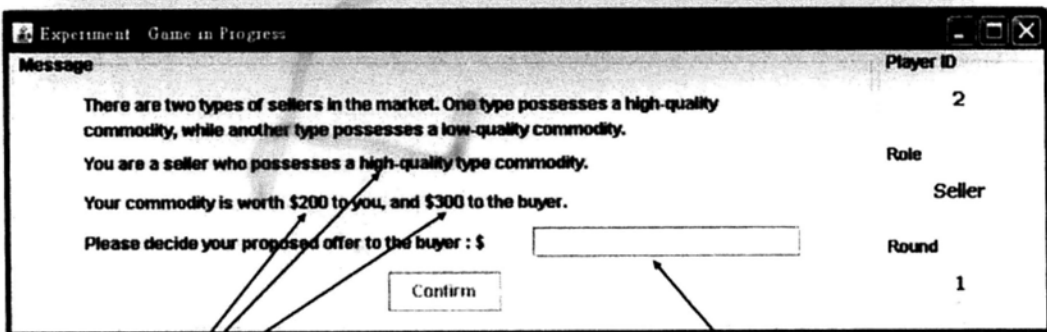 Experiment Game in Progress
Message
Player ID
There are two types of sellers in the market. One type possesses a high-quality
2
commodity, while another type possesses a low-quality commodity.
You are a seller who possesses a high-quality type commodity.
Role
Your commodity is worth $200 to you, and $300 to the buyer.
Seller
Please decide your proposed offer to the buyer : $
Round
Confirm
1